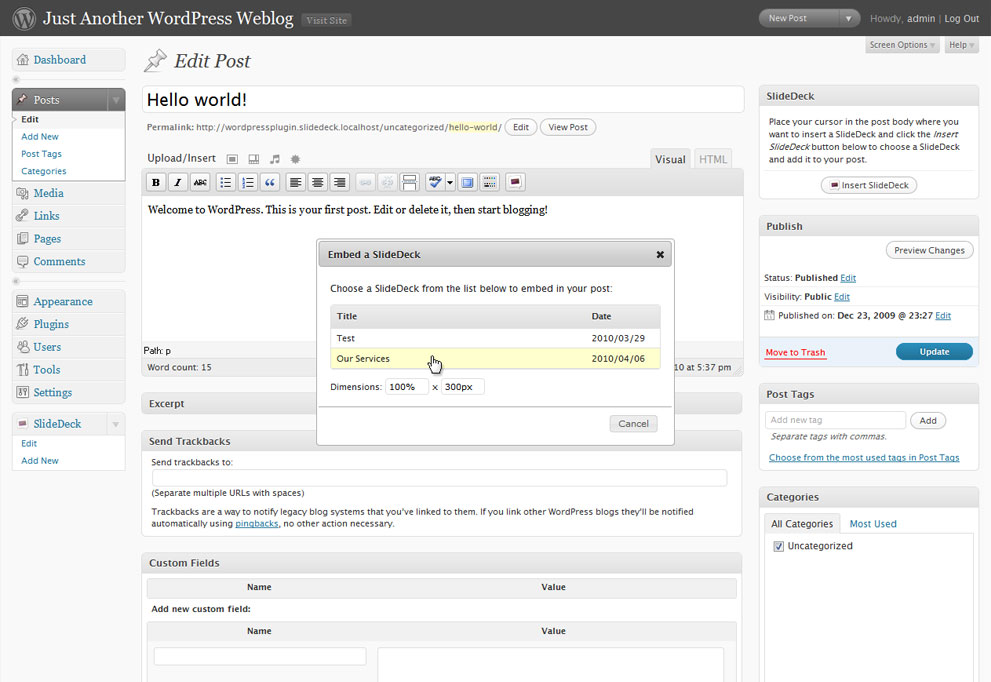 Just Another WordPress Weblog
Visit Site
New Post
Howdy, admin | Log Out
Screen Options
Help
Dashboard
Posts
Edit
Add New
Post Tags
Categories
Media
Links
Pages
Comments
Appearance
Plugins
Users
Tools
Settings
SlideDeck
Edit
Add New
Edit Post
Hello world!
Permalink: http://wordpressplugin.slidedeck.localhost/uncategorized/hello-world/ Edit View Post
Upload/Insert
Visual
HTML
B I ABC
ABC
Welcome to WordPress. This is your first post. Edit or delete it, then start blogging!
Path: p
Word count: 15
10 at 5:37 pm
Embed a SlideDeck
Choose a SlideDeck from the list below to embed in your post:
Title Date
Test 2010/03/29
Our Services 2010/04/06
Dimensions: 100% x 300px
Cancel
Excerpt
Send Trackbacks
Send trackbacks to:
(Separate multiple URLs with spaces)
Trackbacks are a way to notify legacy blog systems that you've linked to them. If you link other WordPress blogs they'll be notified
automatically using pingbacks, no other action necessary.
Custom Fields
Name Value
Add new custom field:
Name Value
SlideDeck
Place your cursor in the post body where you
want to insert a SlideDeck and click the Insert
SlideDeck button below to choose a SlideDeck
and add it to your post.
Insert SlideDeck
Publish
Preview Changes
Status: Published Edit
Visibility: Public Edit
Published on: Dec 23, 2009 @ 23:27 Edit
Move to Trash
Update
Post Tags
Add new tag
Add
Separate tags with commas.
Choose from the most used tags in Post Tags
Categories
All Categories
Most Used
Uncategorized